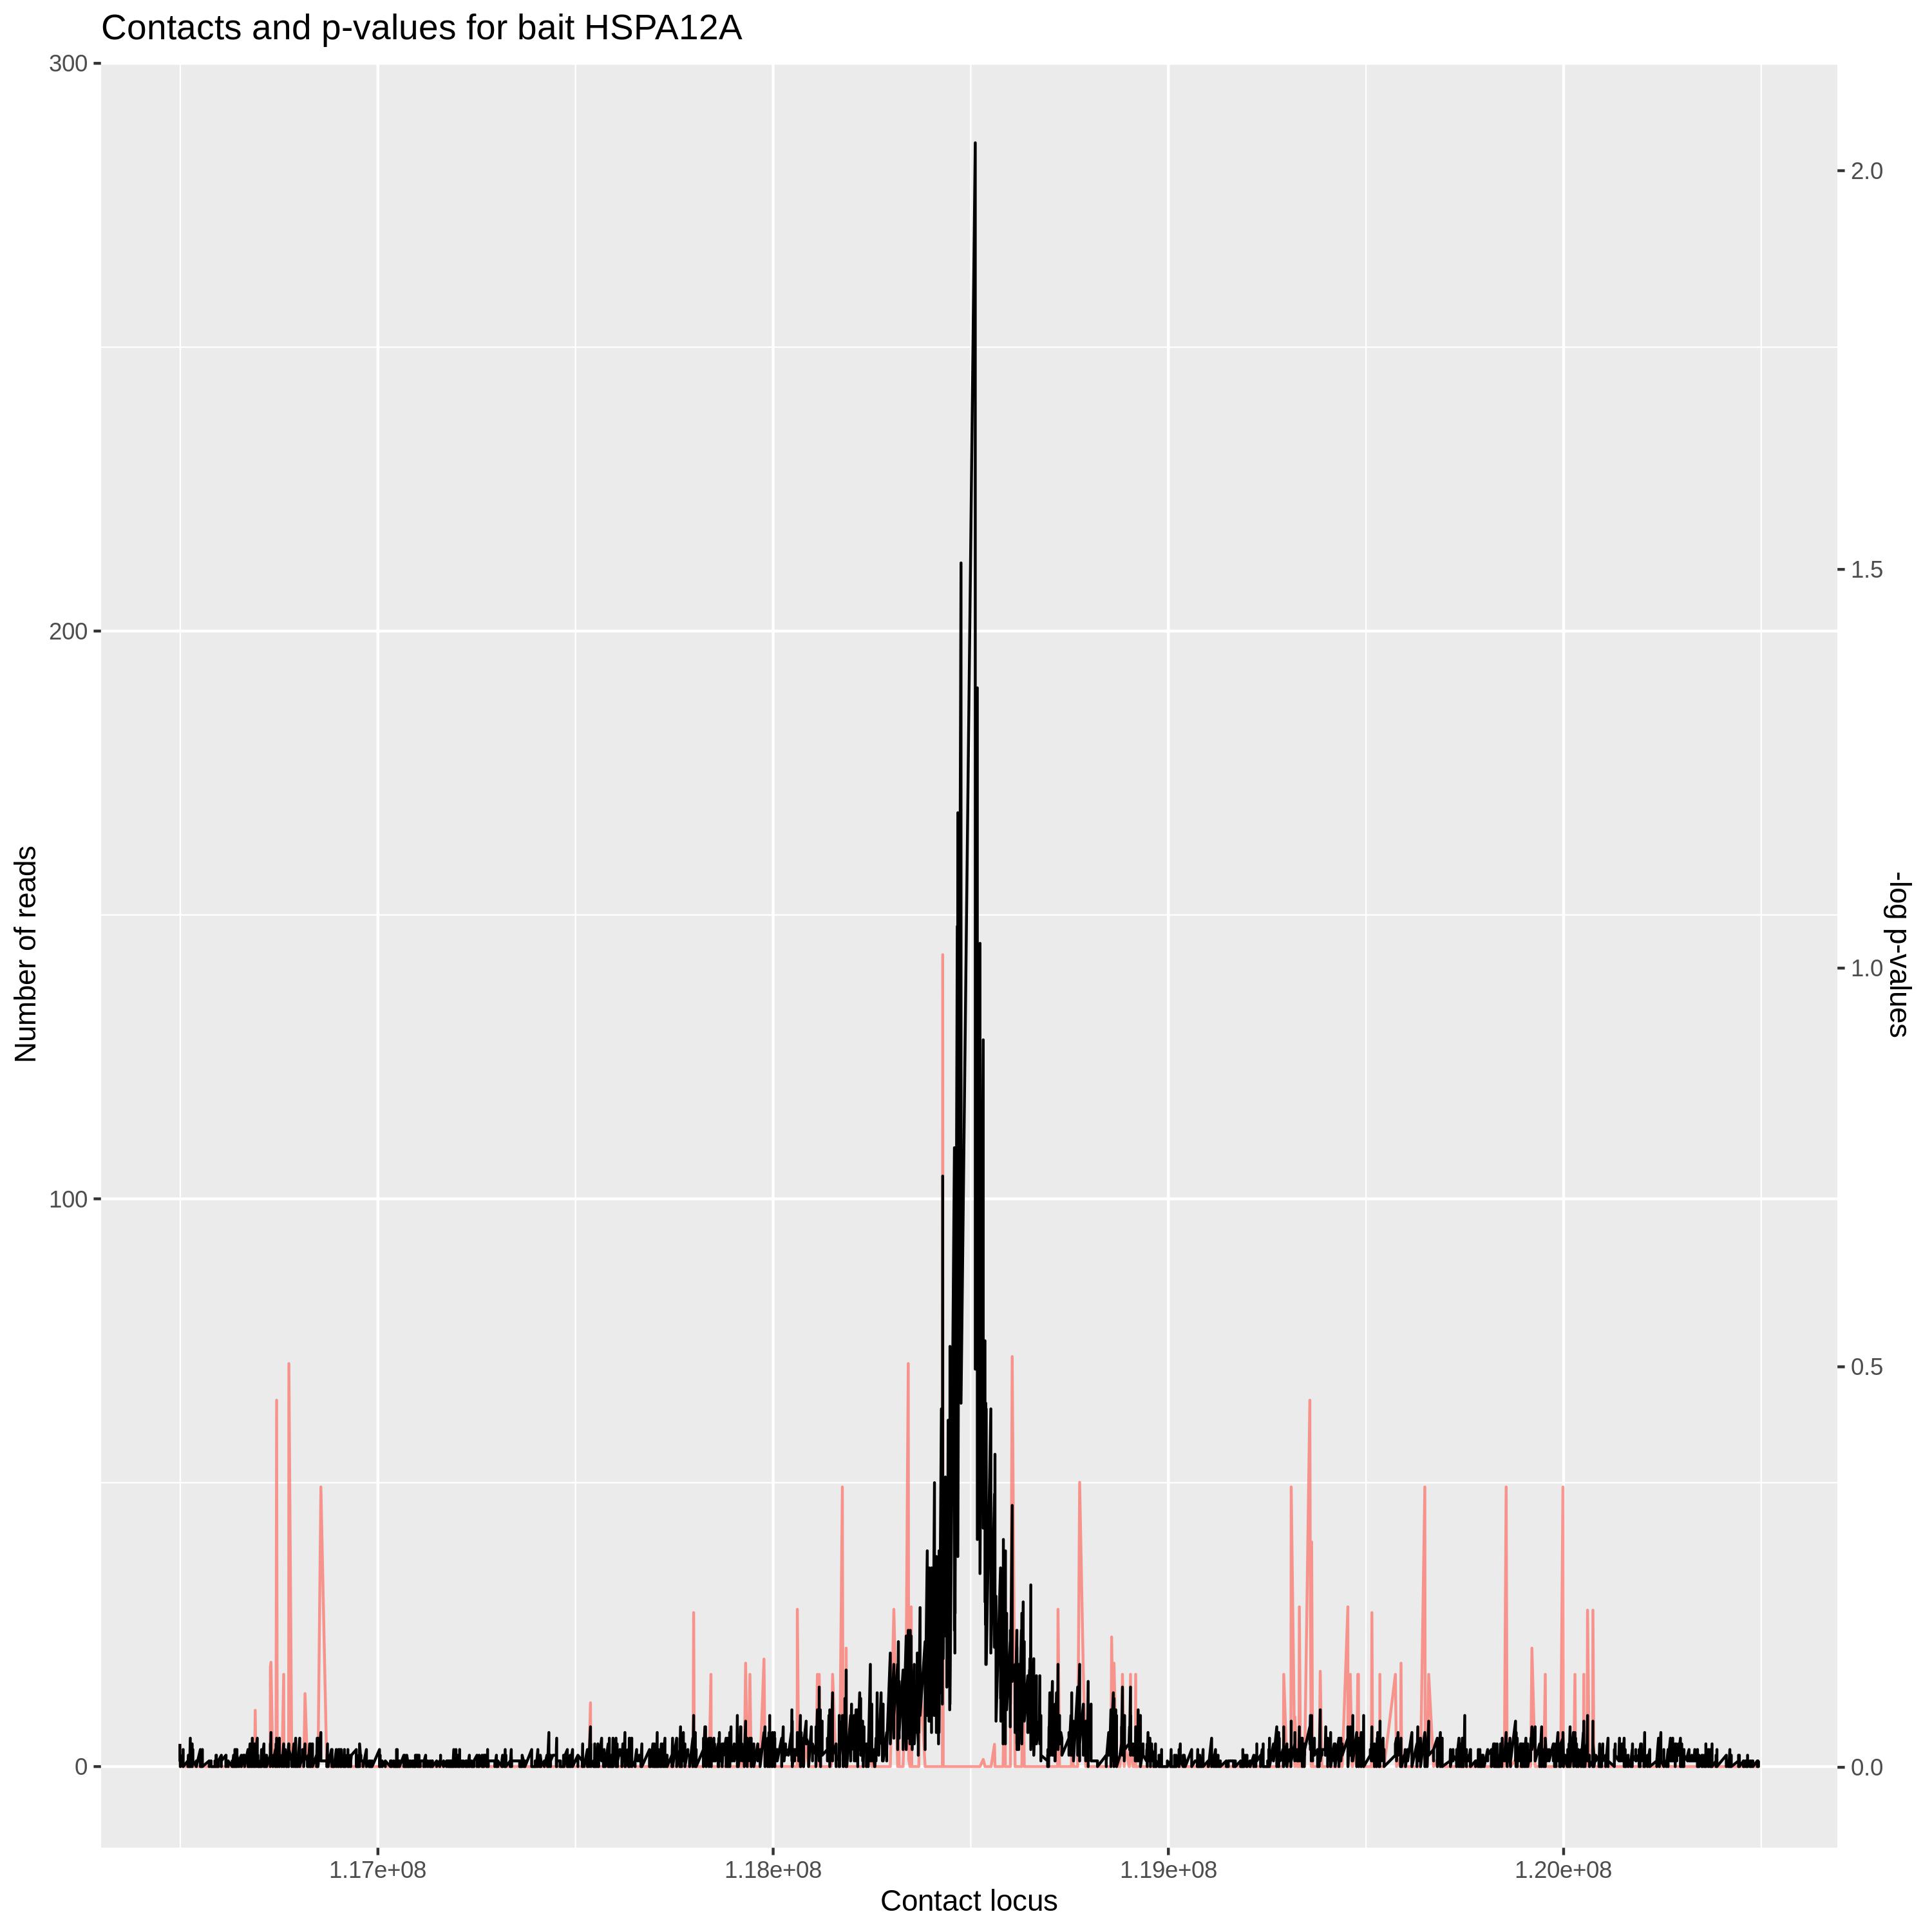 Contacts and p-values for bait HSPA12A
300
200
100
0
Number of reads
2.0
1.5
1.0
0.5
0.0
-log p-values
1.17e+08
1.18e+08
1.19e+08
1.20e+08
Contact locus